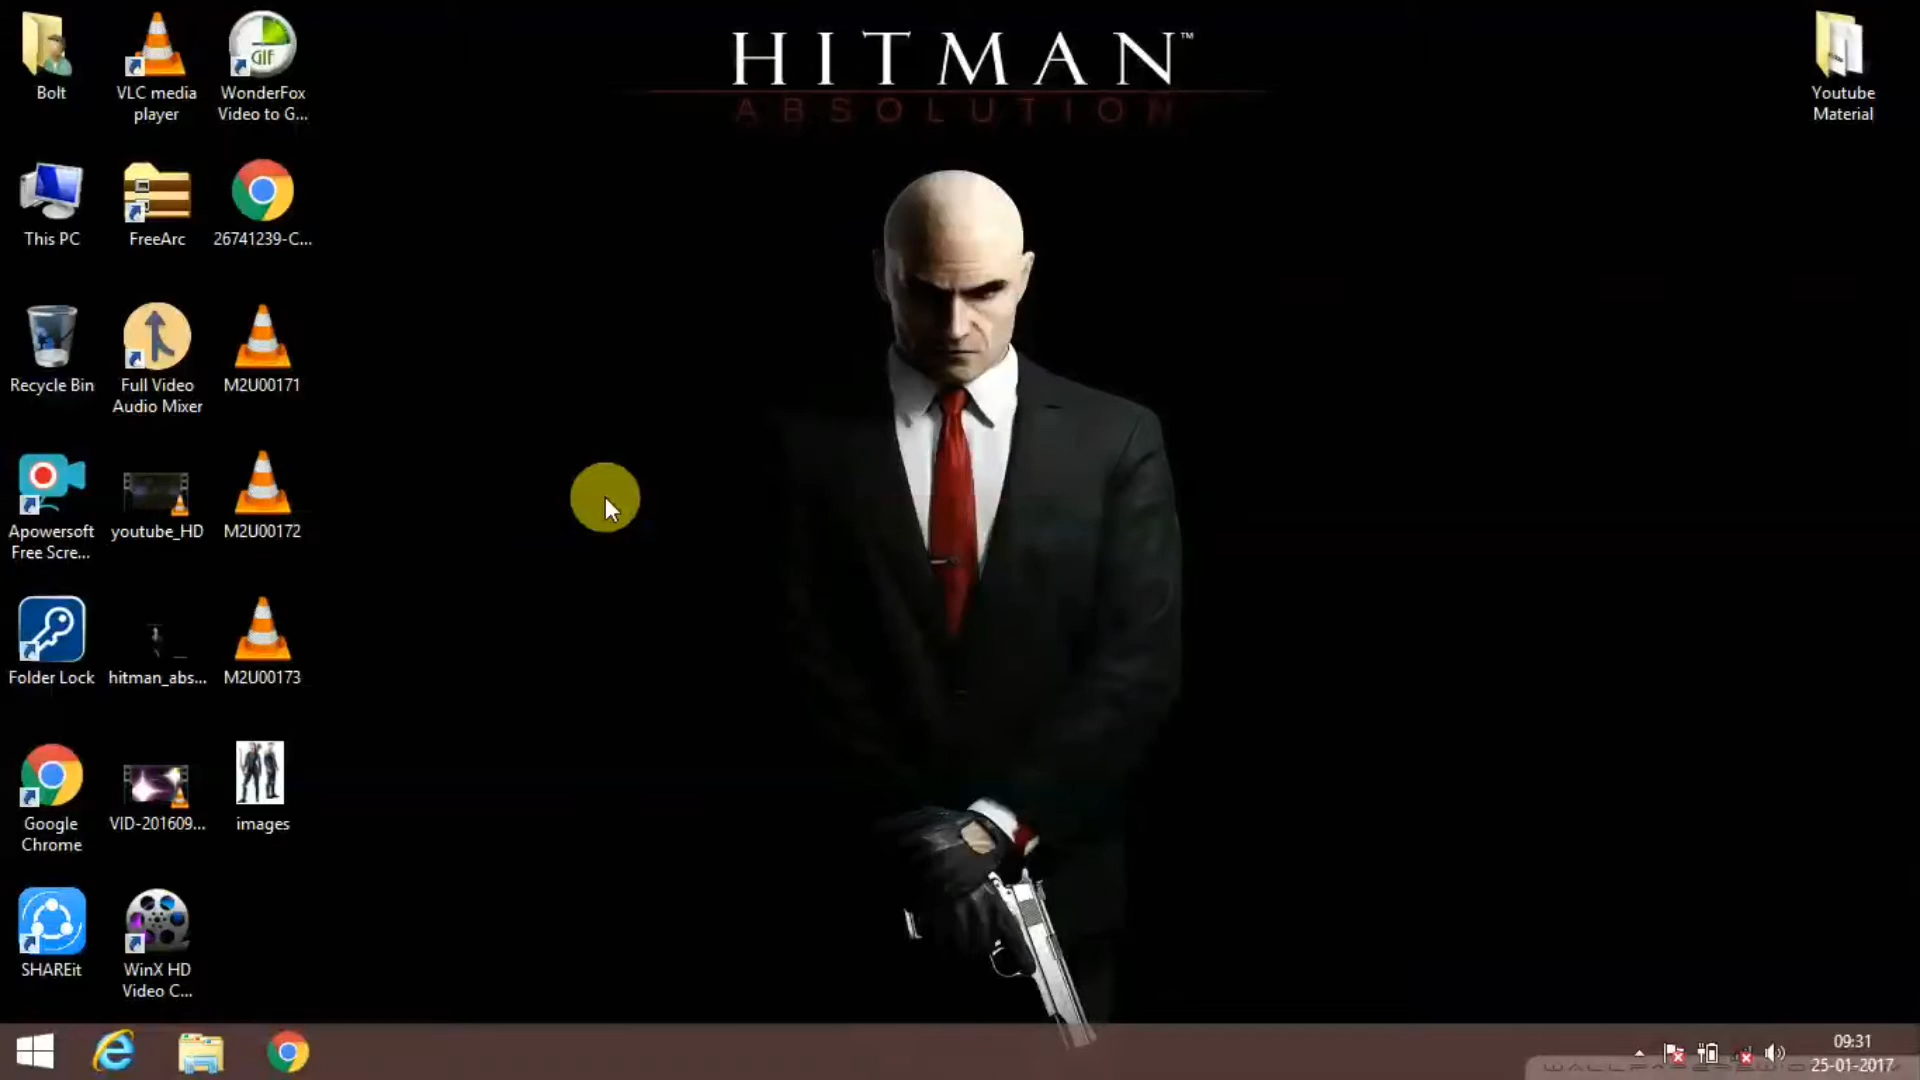 HITMAN™
ABSOLUTION
Bolt
VLC media
player
WonderFox
Video to G...
Youtube
Material
This PC
FreeArc
26741239-C...
GIF
Recycle Bin
Full Video
Audio Mixer
M2U00171
Apowersoft
Free Scre...
youtube_HD
M2U00172
Folder Lock
hitman_abs...
M2U00173
Google
Chrome
VID-201609...
images
SHAREit
WinX HD
Video C...
09:31
25-01-2017